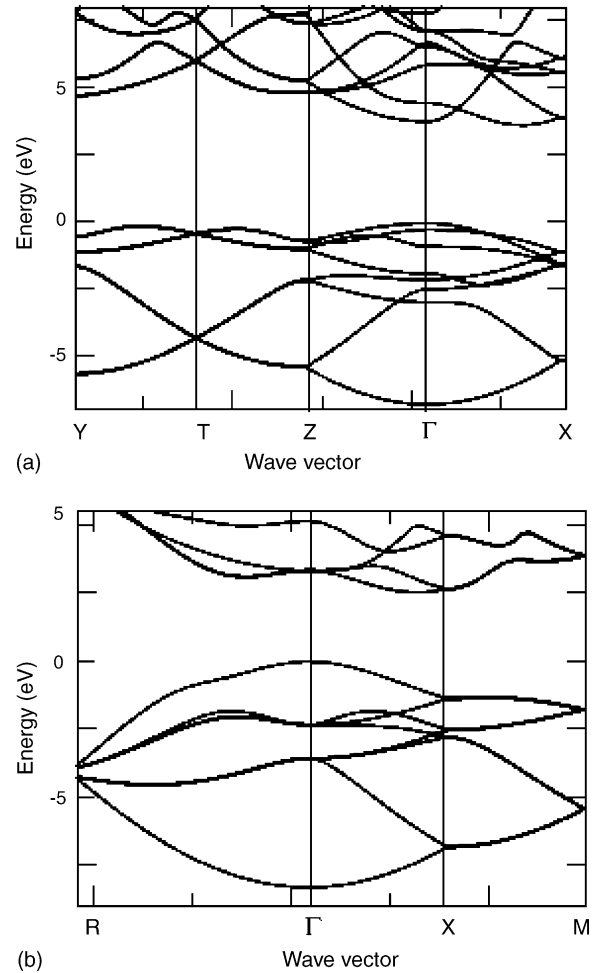 5
0
-5
Energy (eV)
Y T Z Γ X
(a) Wave vector
5
0
-5
Energy (eV)
R Γ X M
(b) Wave vector